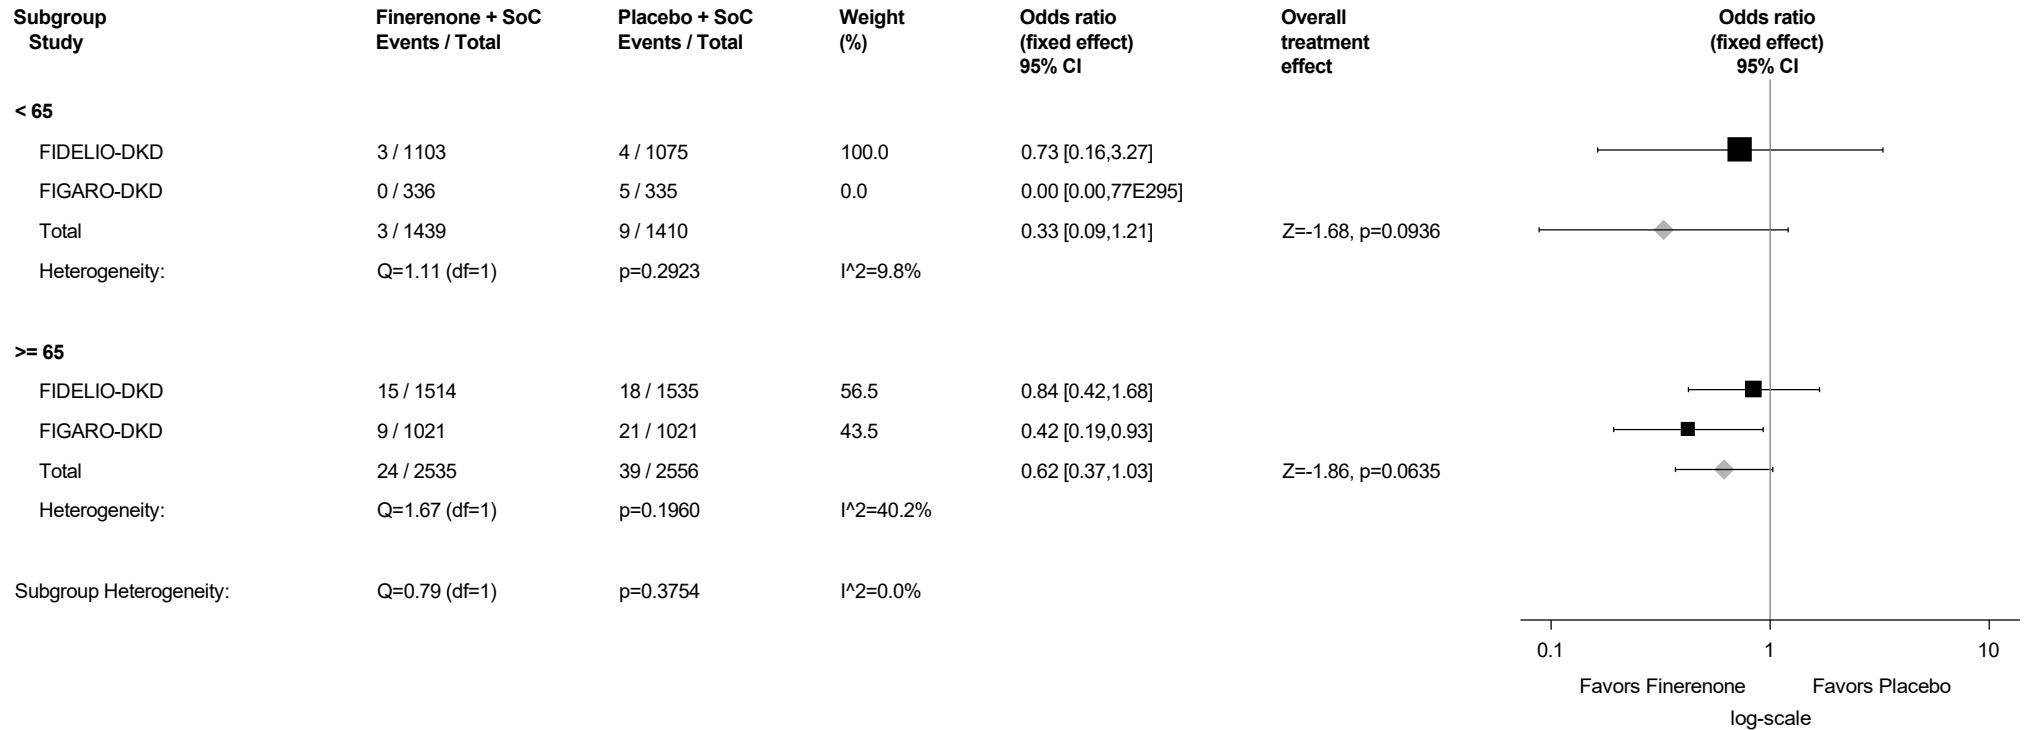 Subgroup Finerenone + SoC Placebo + SoC Weight Odds ratio Overall Odds ratio
Study Events / Total Events / Total (%) (fixed effect) treatment (fixed effect)
95% CI effect 95% CI
< 65
FIDELIO-DKD 3 / 1103 4 / 1075 100.0 0.73 [0.16,3.27]
FIGARO-DKD 0 / 336 5 / 335 0.0 0.00 [0.00,77E295]
Total 3 / 1439 9 / 1410 0.33 [0.09,1.21] Z=-1.68, p=0.0936
Heterogeneity: Q=1.11 (df=1) p=0.2923 I^2=9.8%
>= 65
FIDELIO-DKD 15 / 1514 18 / 1535 56.5 0.84 [0.42,1.68]
FIGARO-DKD 9 / 1021 21 / 1021 43.5 0.42 [0.19,0.93]
Total 24 / 2535 39 / 2556 0.62 [0.37,1.03] Z=-1.86, p=0.0635
Heterogeneity: Q=1.67 (df=1) p=0.1960 I^2=40.2%
Subgroup Heterogeneity: Q=0.79 (df=1) p=0.3754 I^2=0.0%
0.1 1 10
Favors Finerenone Favors Placebo
log-scale